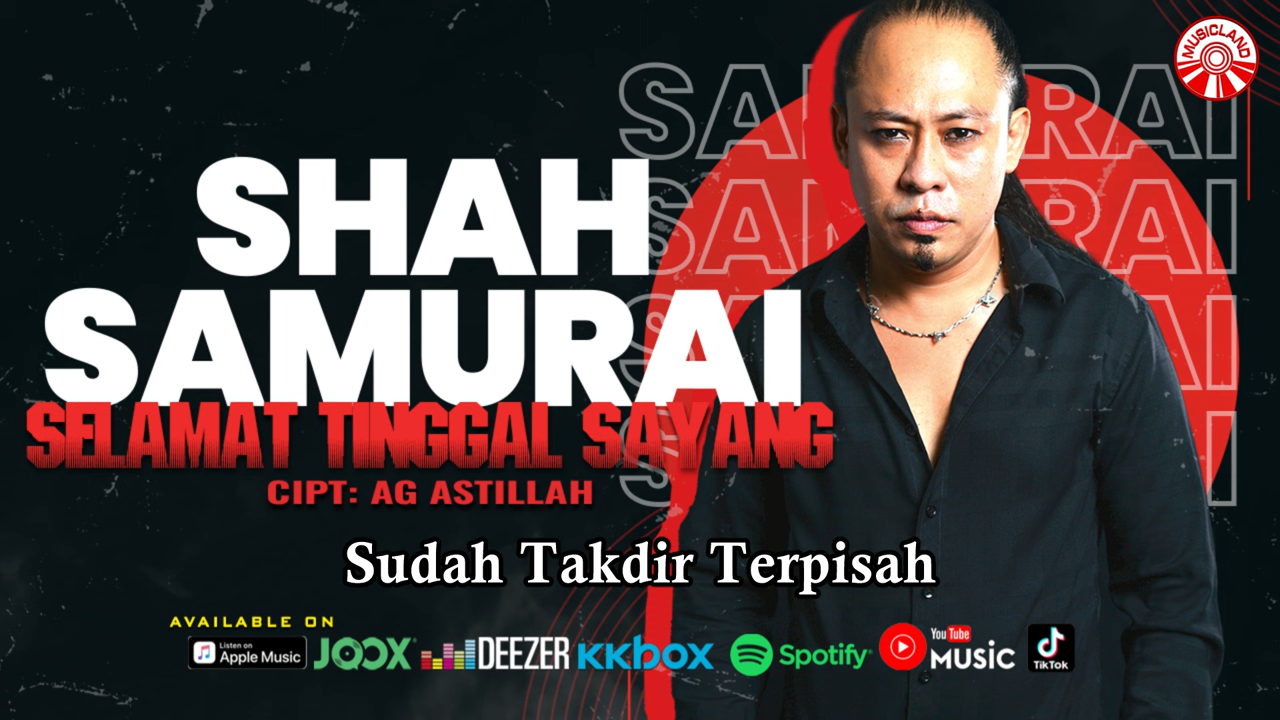 MUSICLAND
SAMURAI
SAMURAI
SHAH
SAMURAI
SELAMAT TINGGAL SAYANG
CIPT: AG ASTILLAH
Sudah Takdir Terpisah
AVAILABLE ON
Listen on
Apple Music
JOOX
DEEZER
KKBOX
Spotify
YouTube
MUSIC
TikTok